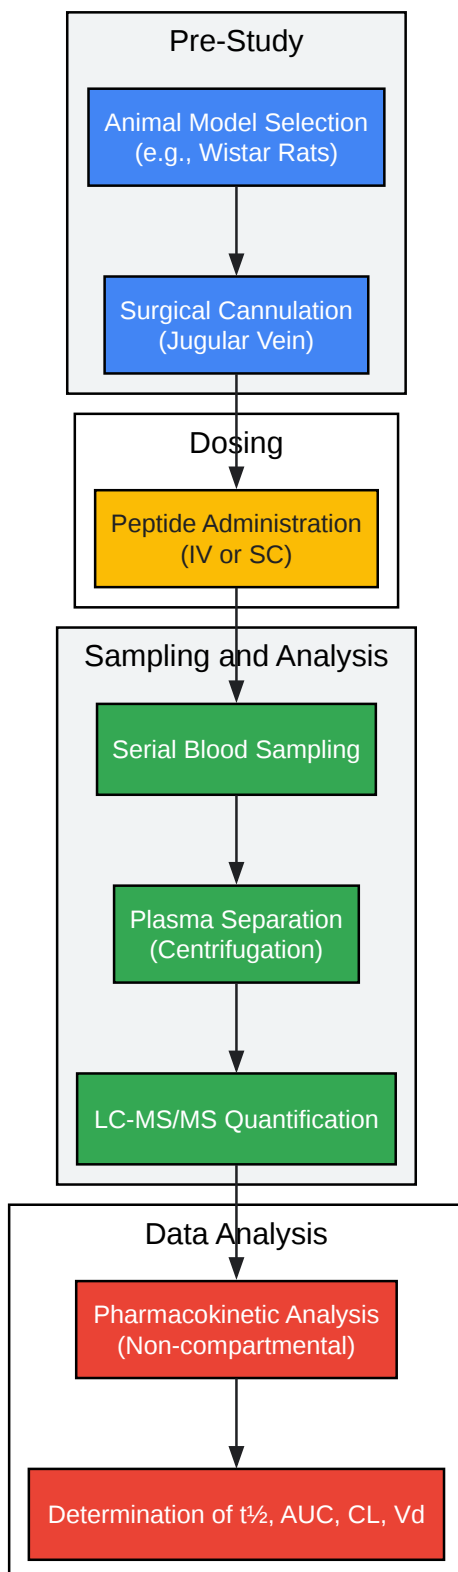 Pre-Study
Animal Model Selection
(e.g., Wistar Rats)
Surgical Cannulation
(Jugular Vein)
Dosing
Peptide Administration
(IV or SC)
Sampling and Analysis
Serial Blood Sampling
Plasma Separation
(Centrifugation)
LC-MS/MS Quantification
Data Analysis
Pharmacokinetic Analysis
(Non-compartmental)
Determination of t½, AUC, CL, Vd